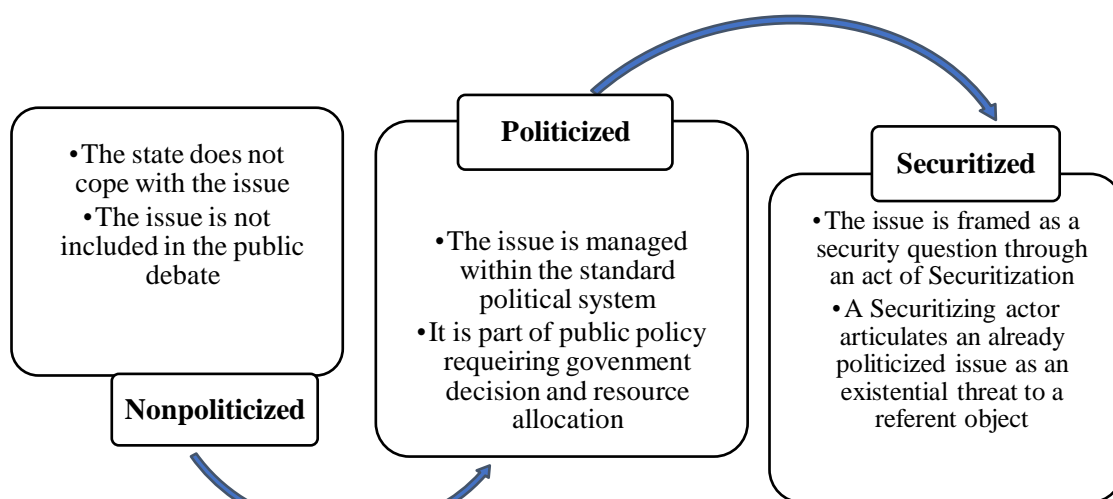 •The state does not
cope with the issue
•The issue is not
included in the public
debate
Nonpoliticized
Politicized
•The issue is managed
within the standard
political system
•It is part of public policy
requeiring govenment
decision and resource
allocation
Securitized
•The issue is framed as a
security question through
an act of Securitization
•A Securitizing actor
articulates an already
politicized issue as an
existential threat to a
referent object